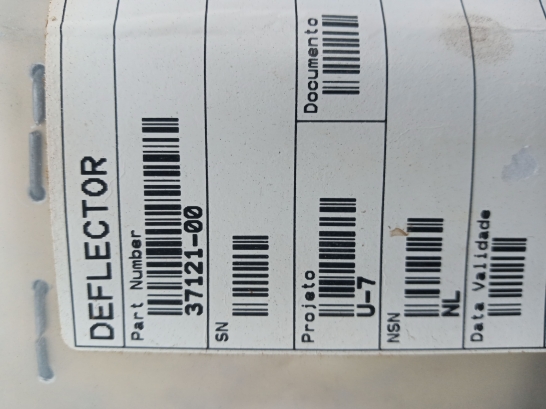 DEFLECTOR
Part Number
37121-00
SN
Projeto
U-7
Documento
NSN
NL
Data Validade